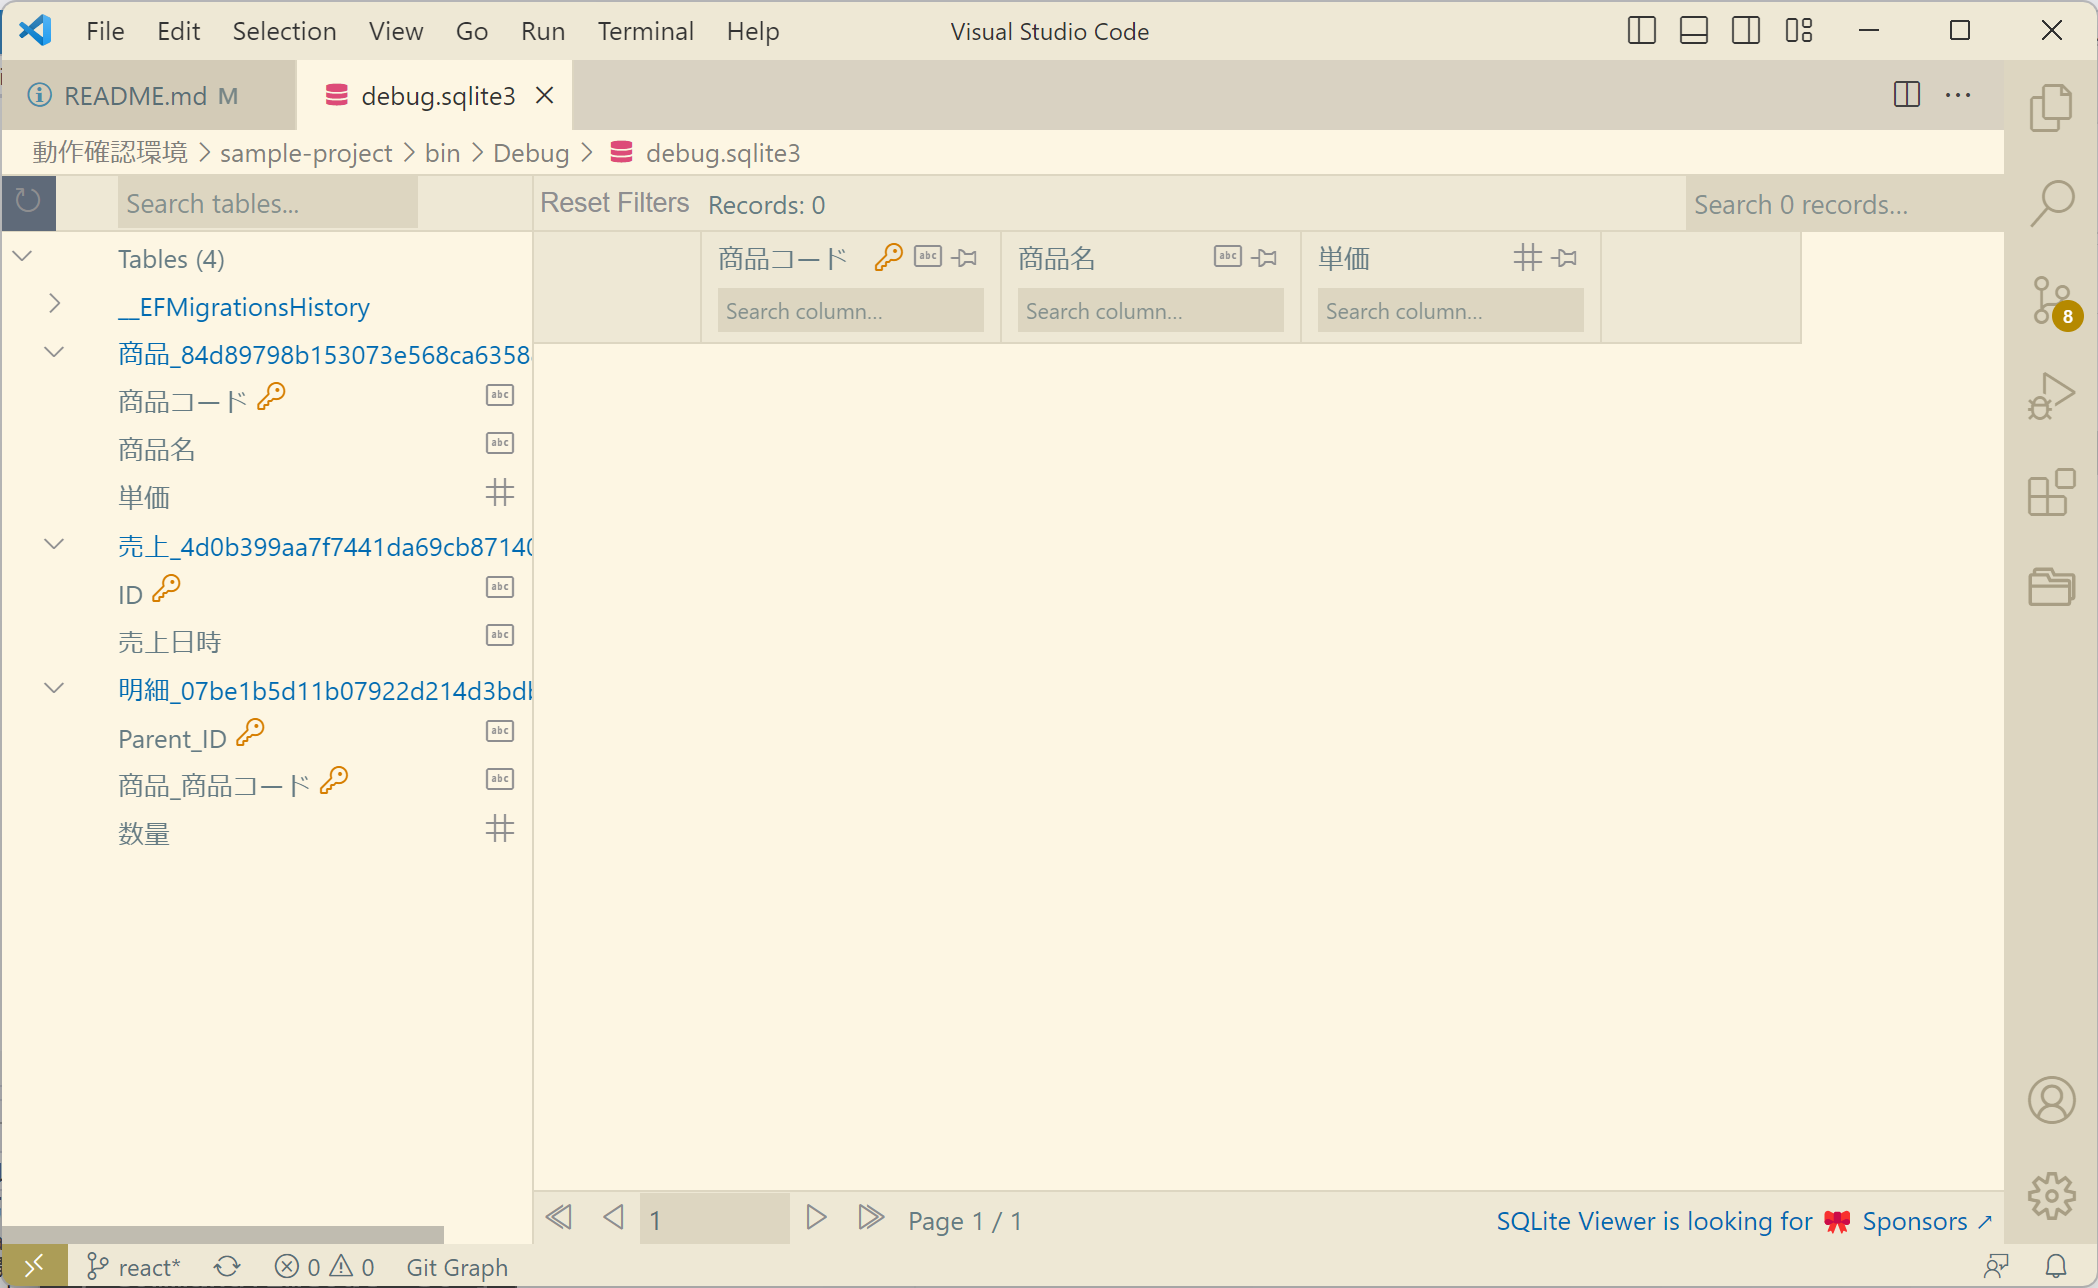 File Edit Selection View Go Run Terminal Help Visual Studio Code
README.md M debug.sqlite3
動作確認環境 > sample-project > bin > Debug > debug.sqlite3
Search tables...
Reset Filters Records: 0 Search 0 records...
Tables (4)
__EFMigrationsHistory
商品_84d89798b153073e568ca6358
商品コード abc
商品名 abc
単価
売上_4d0b399aa7f7441da69cb87140
ID abc
売上日時 abc
明細_07be1b5d11b07922d214d3bdb
Parent_ID abc
商品_商品コード abc
数量
商品コード abc 商品名 abc 単価
Search column... Search column... Search column...
8
1 Page 1 / 1 SQLite Viewer is looking for Sponsors ↗
react* 0 0 Git Graph